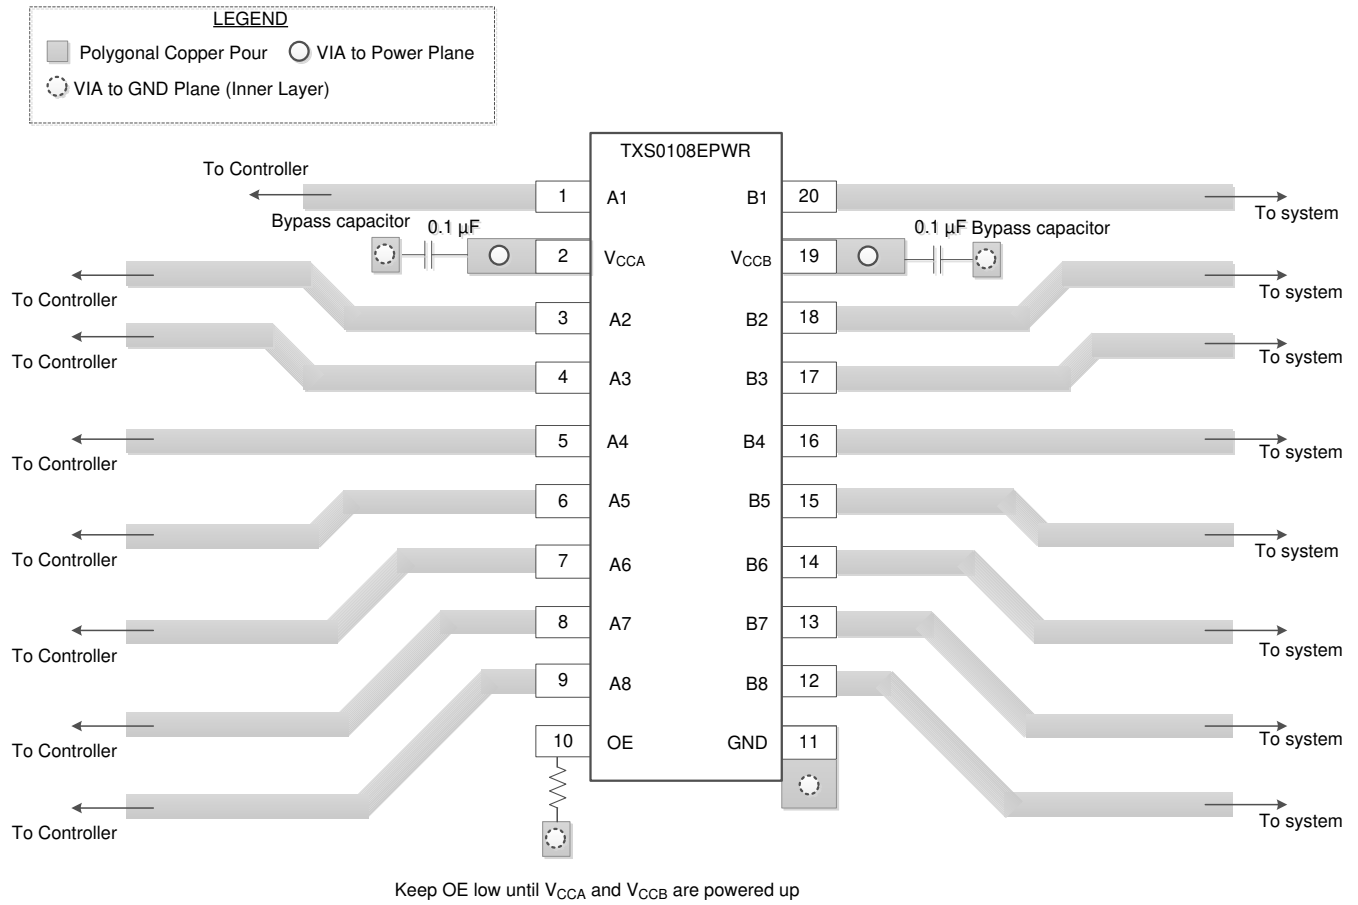 LEGEND
Polygonal Copper Pour
VIA to Power Plane
VIA to GND Plane (Inner Layer)
TXS0108EPWR
To Controller
1 A1 B1 20
To system
Bypass capacitor
0.1 µF
0.1 µF Bypass capacitor
2 VCCA VCCB 19
To Controller
To system
3 A2 B2 18
To Controller
To system
4 A3 B3 17
5 A4 B4 16
To Controller
To system
6 A5 B5 15
To Controller
To system
7 A6 B6 14
To Controller
To system
8 A7 B7 13
9 A8 B8 12
To Controller
To system
10 OE GND 11
To Controller
To system
Keep OE low until VCCA and VCCB are powered up